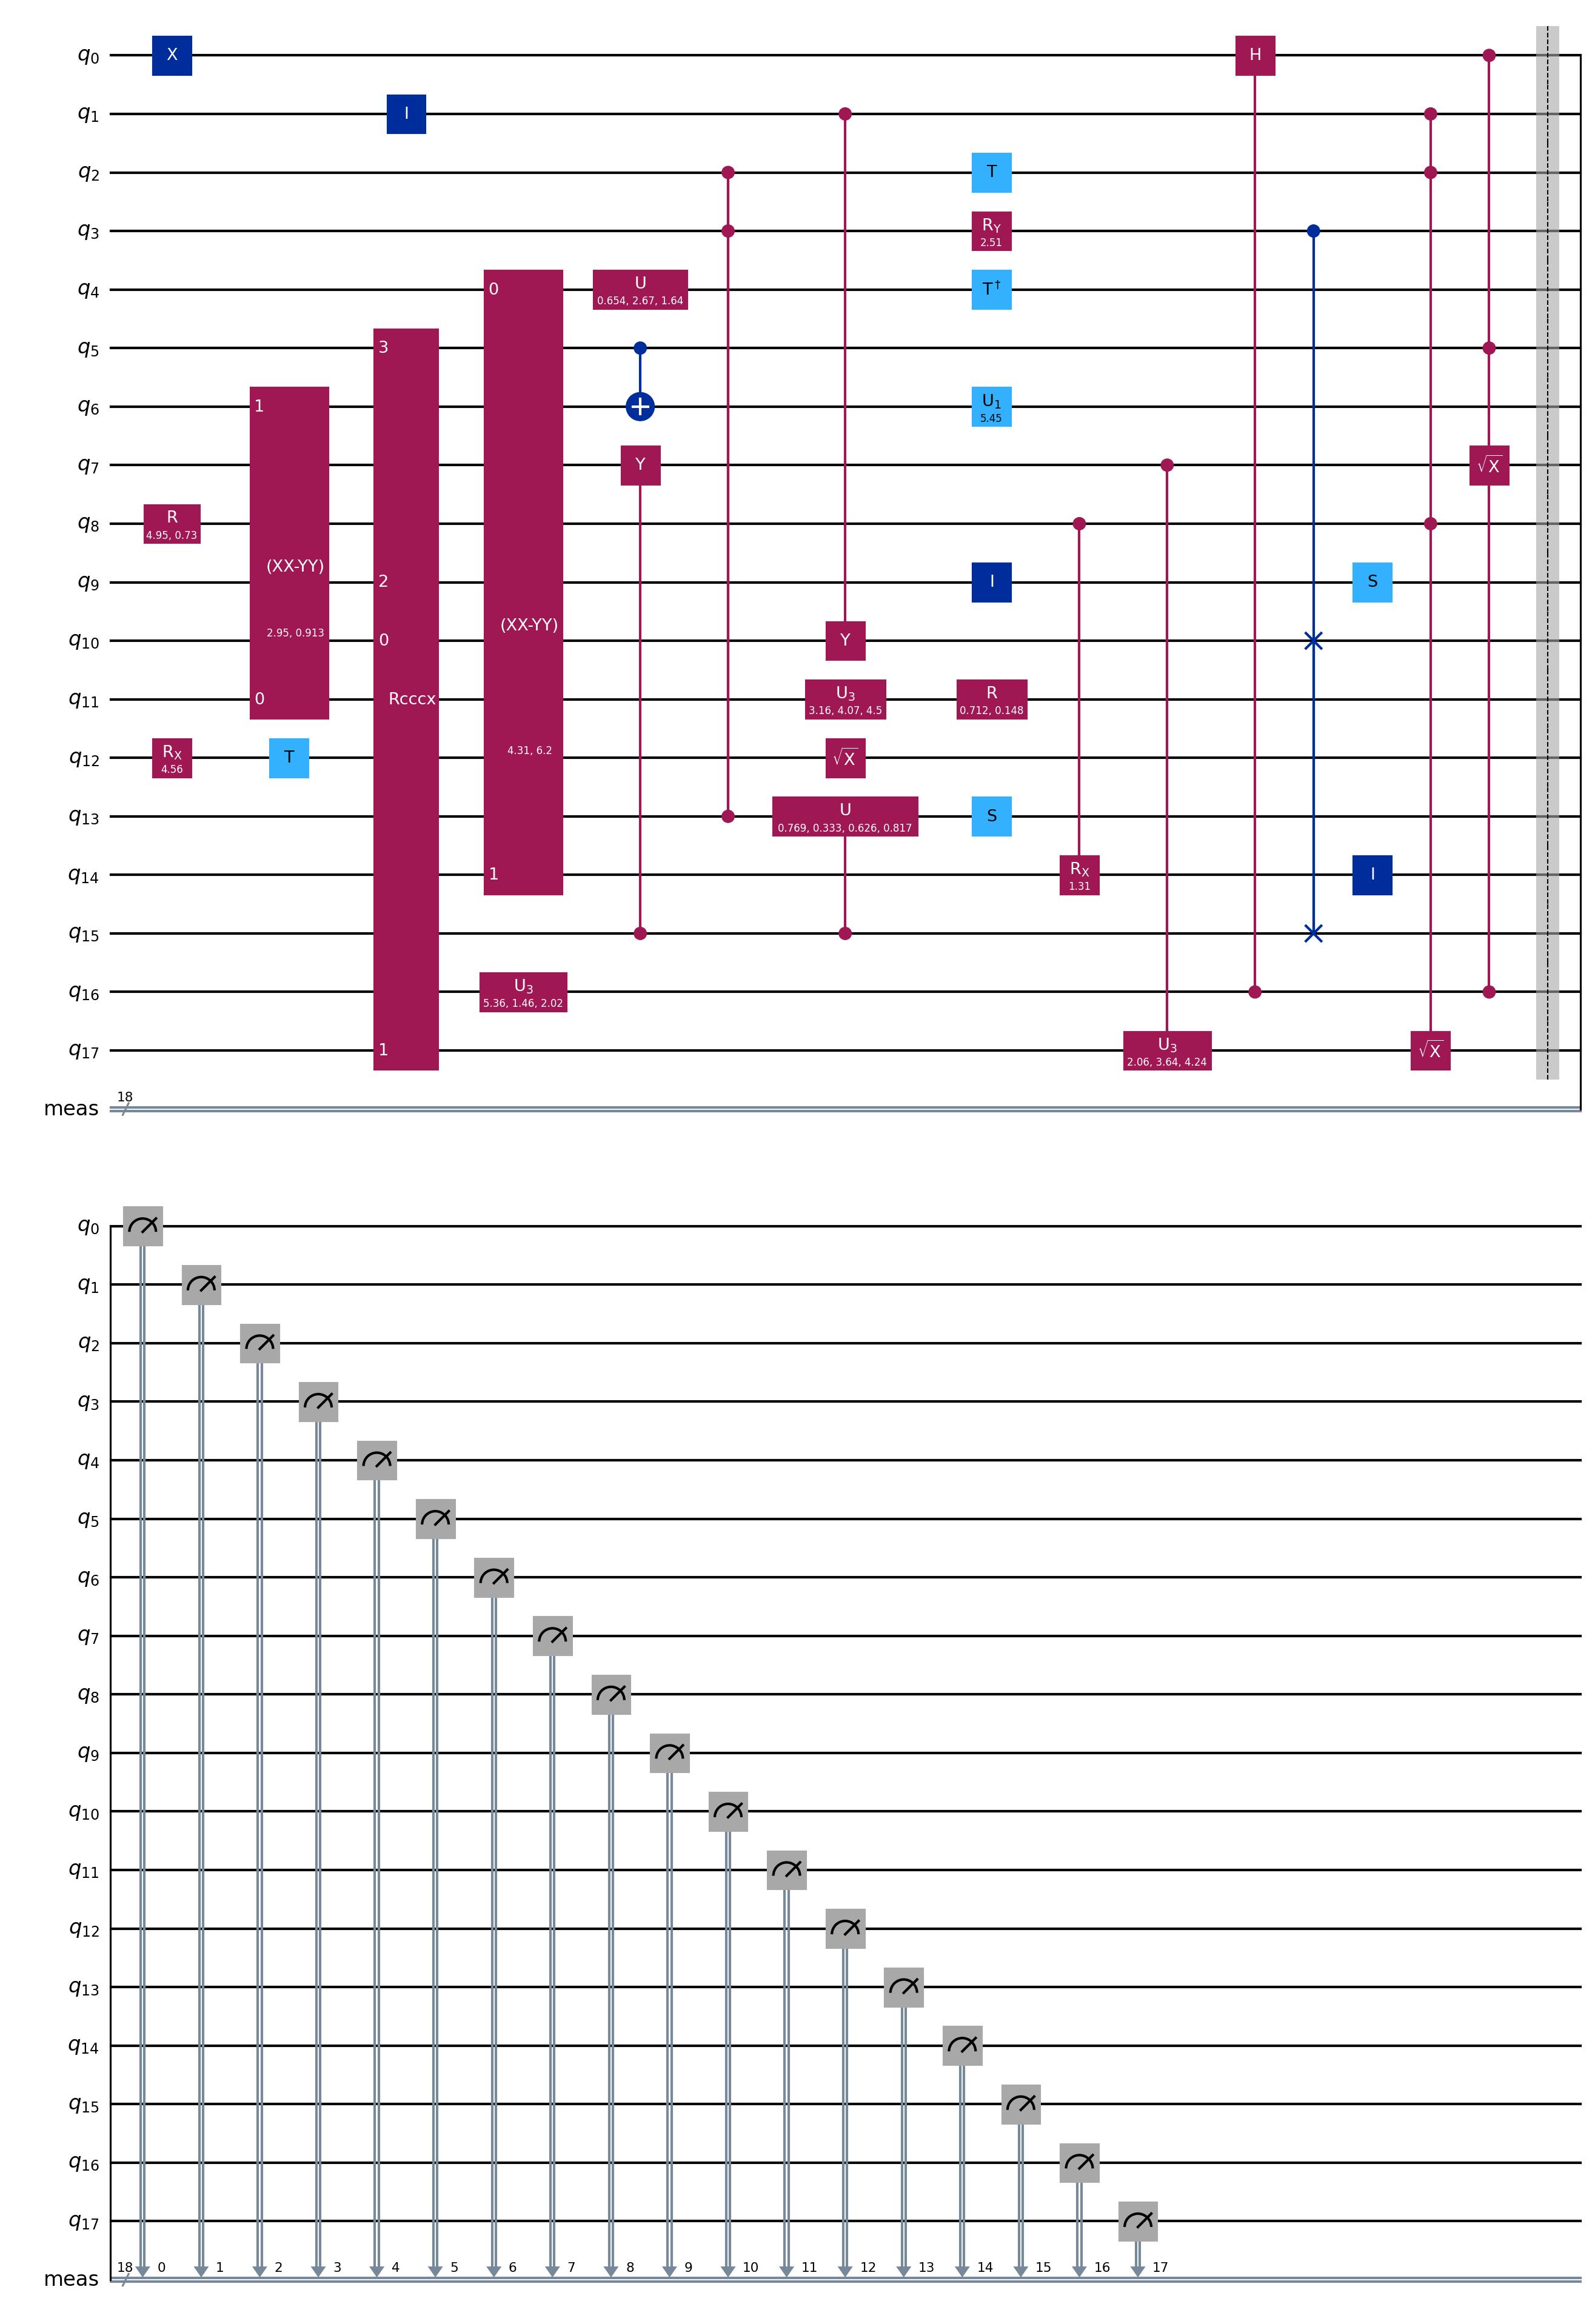 q0 X H
q1 I
q2 T
q3 RY 2.51
q4 0 U 0.654, 2.67, 1.64 T†
q5 3
q6 1 U1 5.45
q7 Y √X
q8 R 4.95, 0.73
(XX-YY)
q9 2 I S
(XX-YY)
2.95, 0.913
q10 0 Y
q11 0 Rcccx U3 3.16, 4.07, 4.5 R 0.712, 0.148
4.31, 6.2
q12 RX 4.56 T √X
q13 U 0.769, 0.333, 0.626, 0.817 S
q14 1 RX 1.31 I
q15
q16 U3 5.36, 1.46, 2.02
q17 1 U3 2.06, 3.64, 4.24 √X
meas 18
q0
q1
q2
q3
q4
q5
q6
q7
q8
q9
q10
q11
q12
q13
q14
q15
q16
q17
meas 18 0 1 2 3 4 5 6 7 8 9 10 11 12 13 14 15 16 17